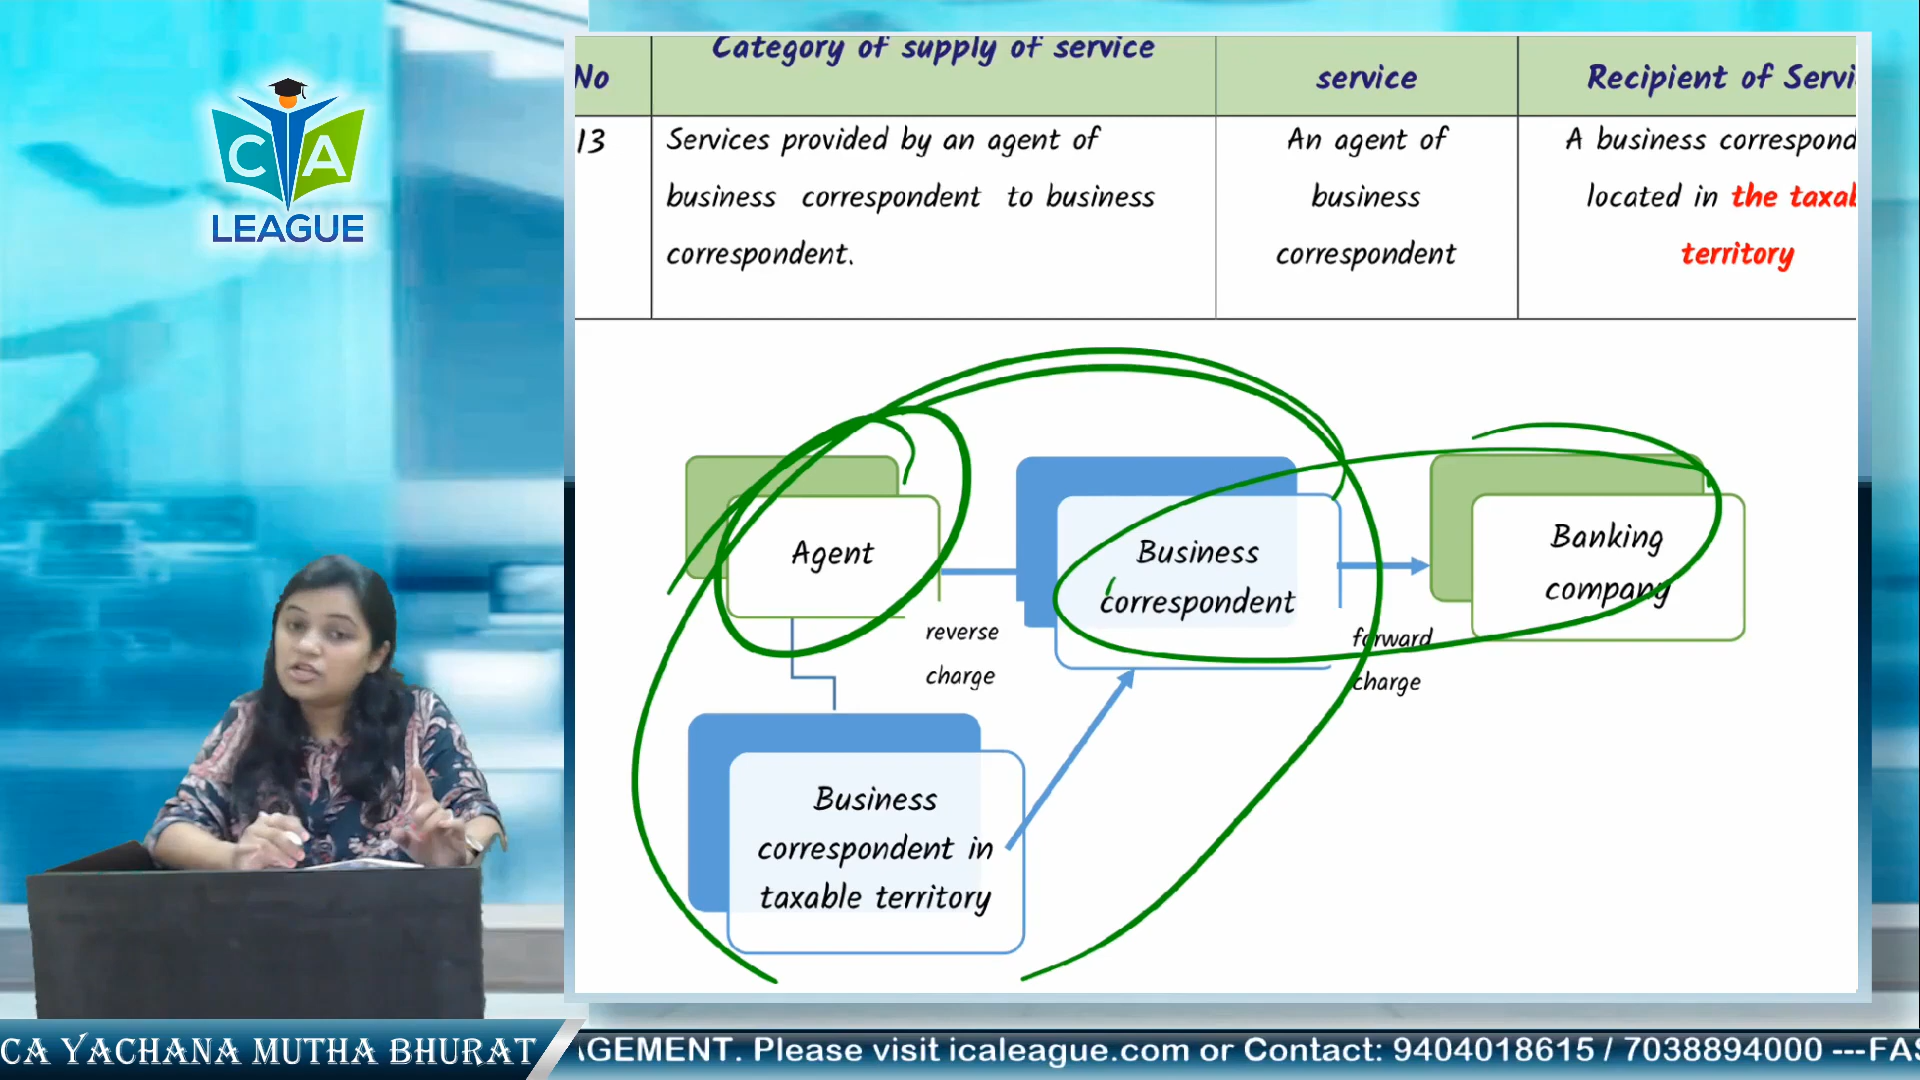 CA
LEAGUE
No
Category of supply of service
service
Recipient of Servi
13
Services provided by an agent of
business correspondent to business
correspondent.
An agent of
business
correspondent
A business correspond
located in the taxab
territory
Agent
reverse
charge
Business
correspondent
forward
charge
Banking
company
Business
correspondent in
taxable territory
CA YACHANA MUTHA BHURAT
AGEMENT. Please visit icaleague.com or Contact: 9404018615 / 7038894000 ---FAS